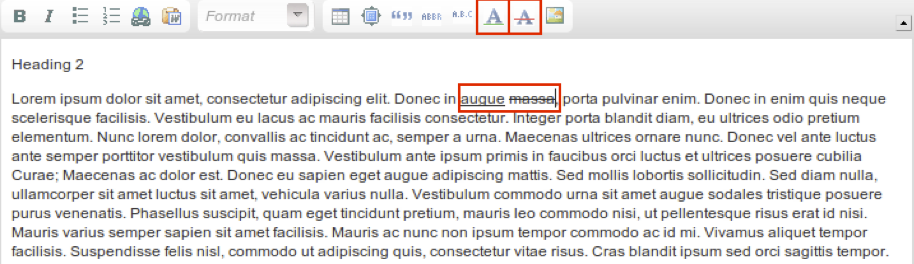 B I Format “” ABBR A.B.C. A A
Heading 2
Lorem ipsum dolor sit amet, consectetur adipiscing elit. Donec in augue massa, porta pulvinar enim. Donec in enim quis neque
scelerisque facilisis. Vestibulum eu lacus ac mauris facilisis consectetur. Integer porta blandit diam, eu ultrices odio pretium
elementum. Nunc lorem dolor, convallis ac tincidunt ac, semper a urna. Maecenas ultrices ornare nunc. Donec vel ante luctus
ante semper porttitor vestibulum quis massa. Vestibulum ante ipsum primis in faucibus orci luctus et ultrices posuere cubilia
Curae; Maecenas ac dolor est. Donec eu sapien eget augue adipiscing mattis. Sed mollis lobortis sollicitudin. Sed diam nulla,
ullamcorper sit amet luctus sit amet, vehicula varius nulla. Vestibulum commodo urna sit amet augue sodales tristique posuere
purus venenatis. Phasellus suscipit, quam eget tincidunt pretium, mauris leo commodo nisi, ut pellentesque risus erat id nisi.
Mauris varius semper sapien sit amet facilisis. Mauris ac nunc non ipsum tempor commodo ac id mi. Vivamus aliquet tempor
facilisis. Suspendisse felis nisl, commodo ut adipiscing quis, consectetur vitae risus. Cras blandit ipsum sed orci sagittis tempor.